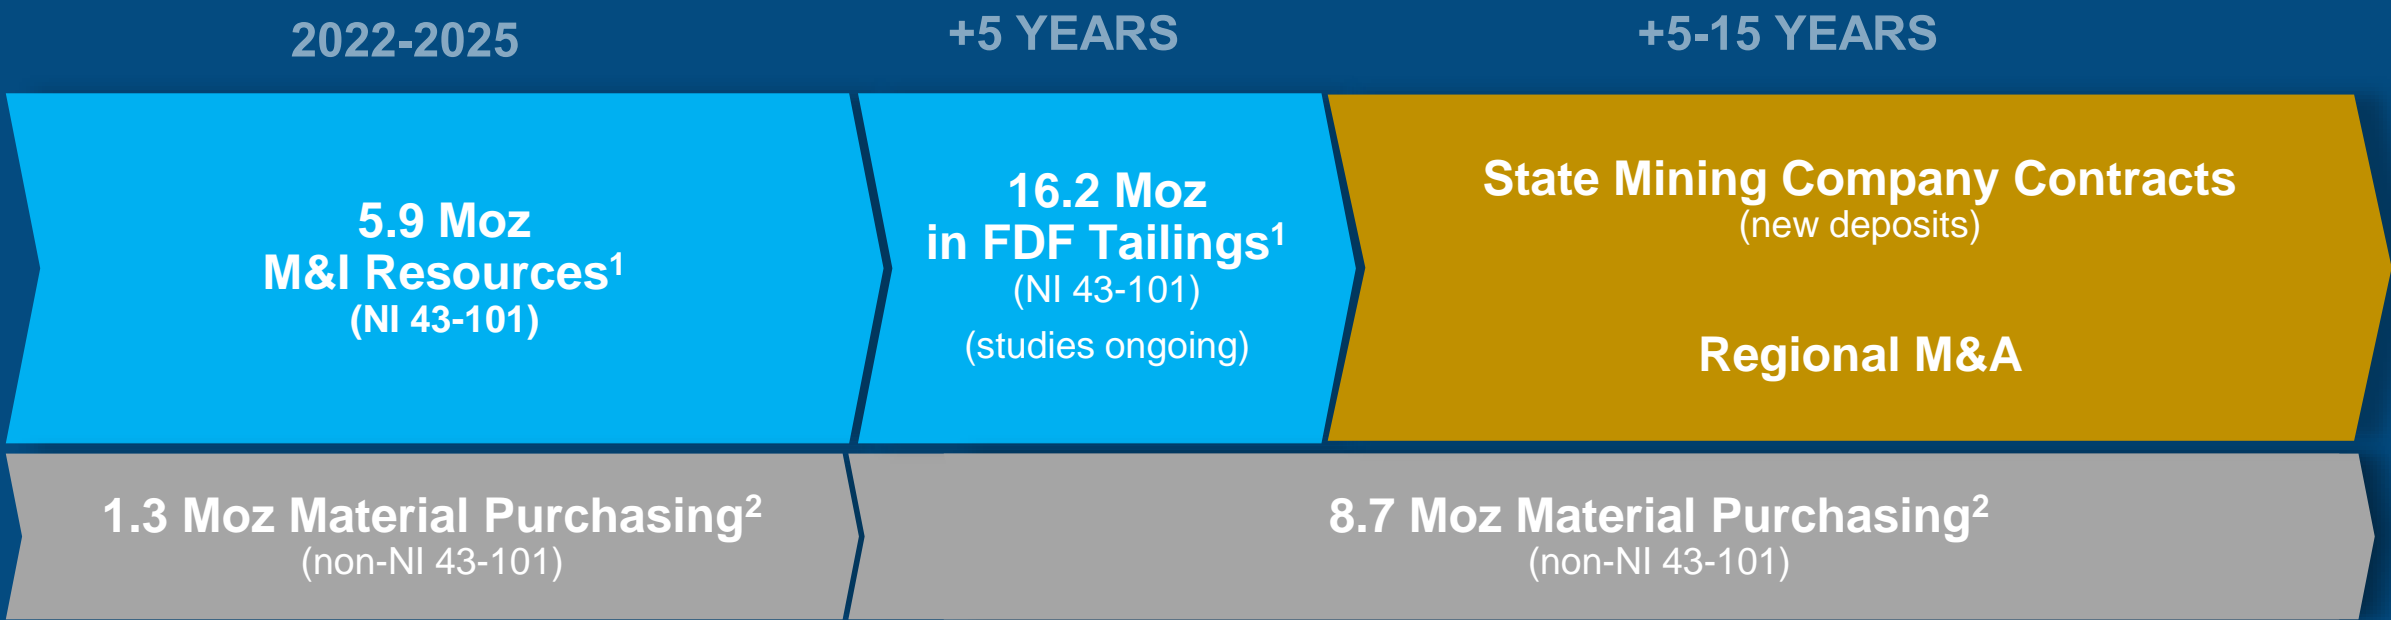 2022-2025
+5 YEARS
+5-15 YEARS
5.9 Moz
M&I Resources¹
(NI 43-101)
16.2 Moz
in FDF Tailings¹
(NI 43-101)
(studies ongoing)
State Mining Company Contracts
(new deposits)
Regional M&A
1.3 Moz Material Purchasing²
(non-NI 43-101)
8.7 Moz Material Purchasing²
(non-NI 43-101)